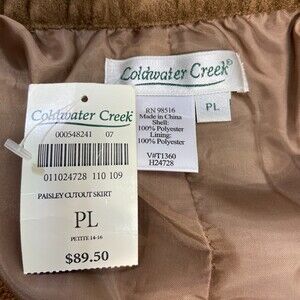 Coldwater Creek®
PL
RN 98516
Made in China
Shell:
100% Polyester
Lining:
100% Polyester
V#T1360
H24728
Coldwater Creek®
000548241 07
011024728 110 109
PAISLEY CUTOUT SKIRT
PL
PETITE 14-16
$89.50